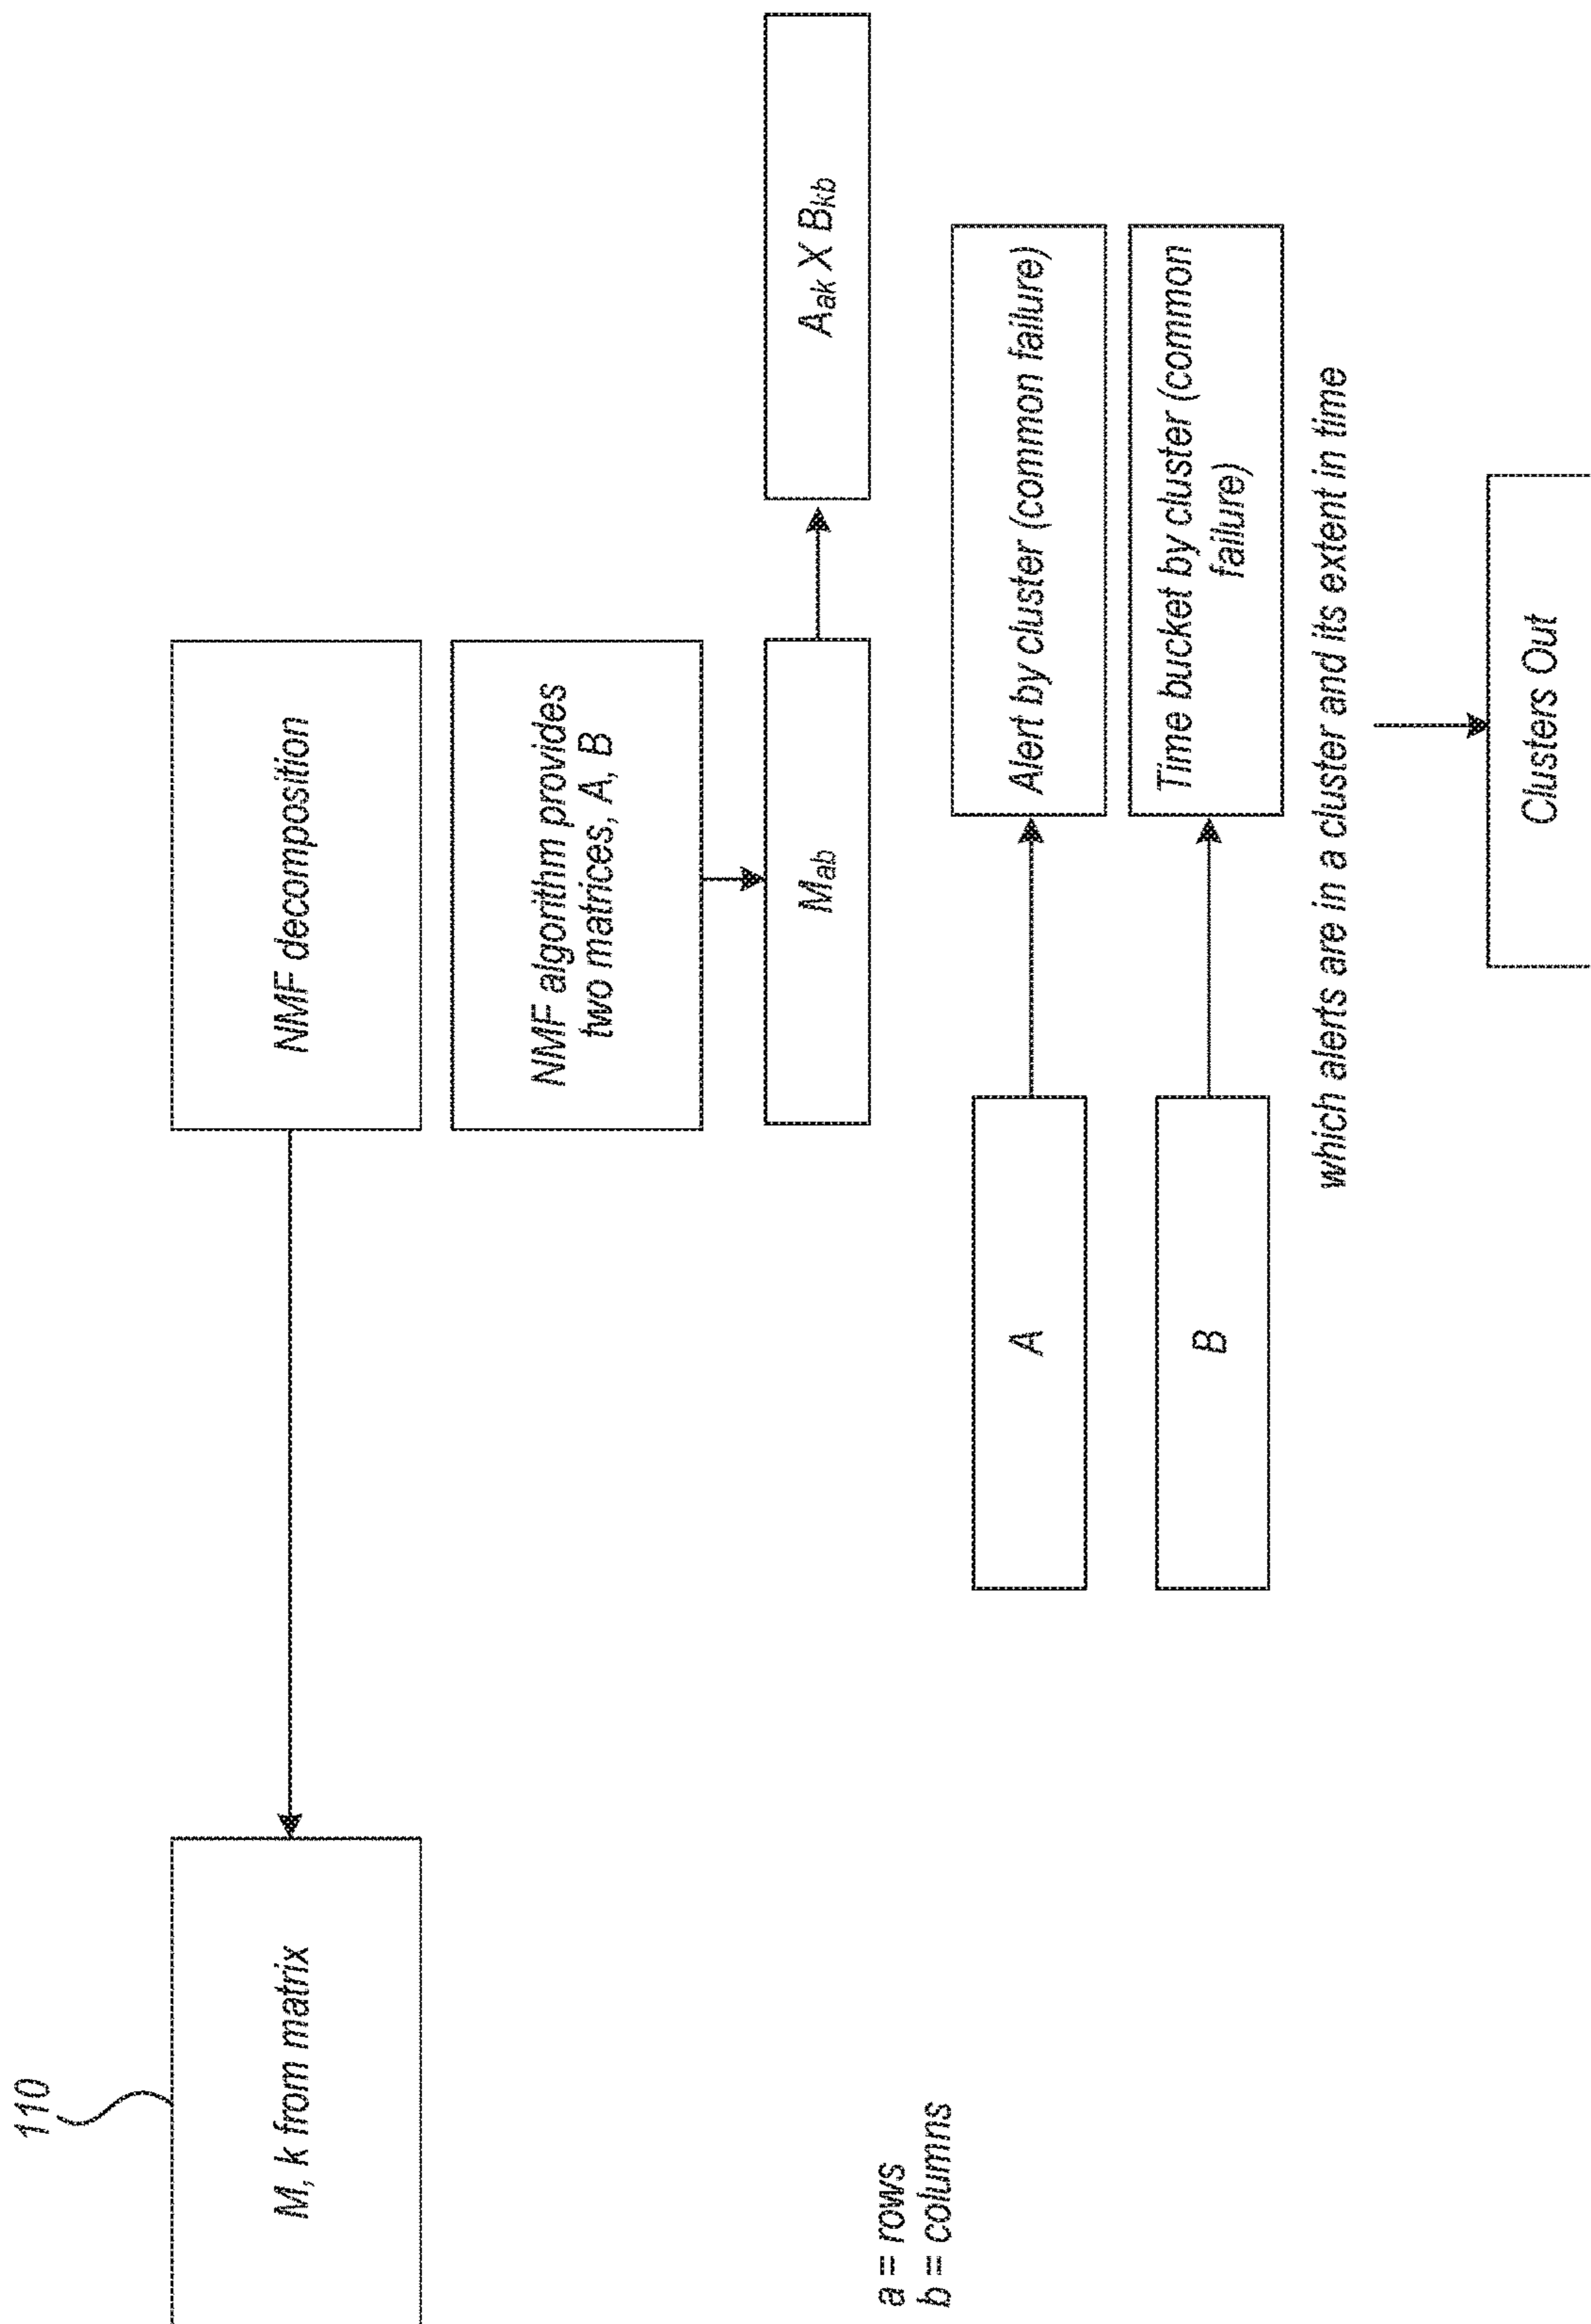 110
M, k from matrix
NMF decomposition
NMF algorithm provides
two matrices, A, B
Mab
Aak X Bkb
a = rows
b = columns
A
Alert by cluster (common failure)
B
Time bucket by cluster (common
failure)
which alerts are in a cluster and its extent in time
Clusters Out